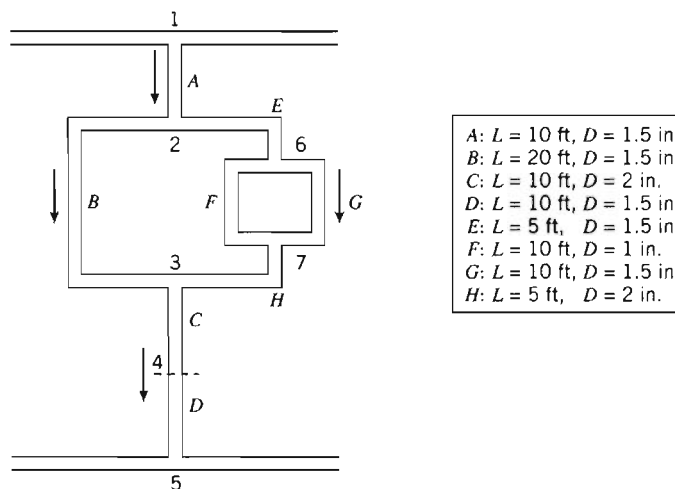 1
A
E
2
6
B
F
G
3
7
H
C
4
D
5
A: L = 10 ft, D = 1.5 in
B: L = 20 ft, D = 1.5 in
C: L = 10 ft, D = 2 in.
D: L = 10 ft, D = 1.5 in
E: L = 5 ft, D = 1.5 in
F: L = 10 ft, D = 1 in.
G: L = 10 ft, D = 1.5 in
H: L = 5 ft, D = 2 in.